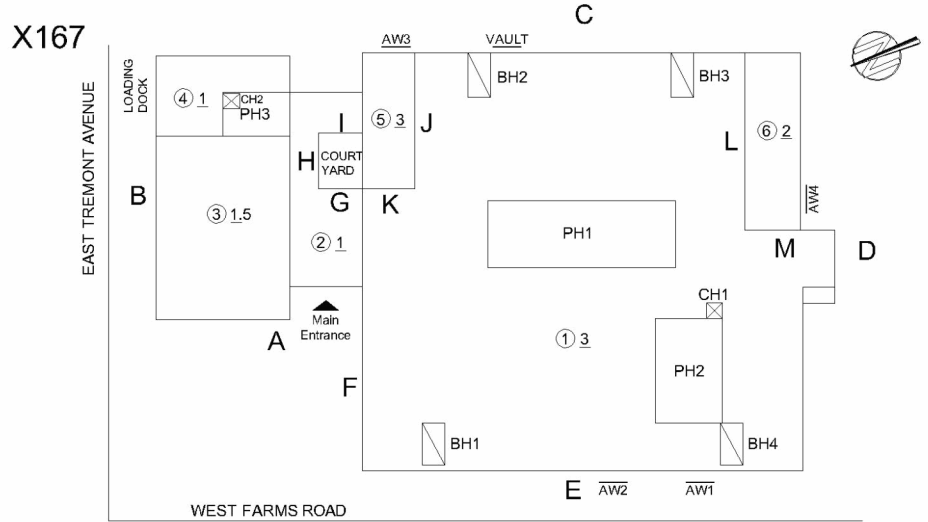 X167
C
AW3
VAULT
BH2
BH3
LOADING
DOCK
④ 1
CH2
PH3
I
⑤ 3
J
L
⑥ 2
EAST TREMONT AVENUE
H
COURT
YARD
B
G
K
AW4
③ 1.5
② 1
PH1
M
D
CH1
Main
Entrance
A
① 3
F
PH2
BH1
BH4
E
AW2
AW1
WEST FARMS ROAD